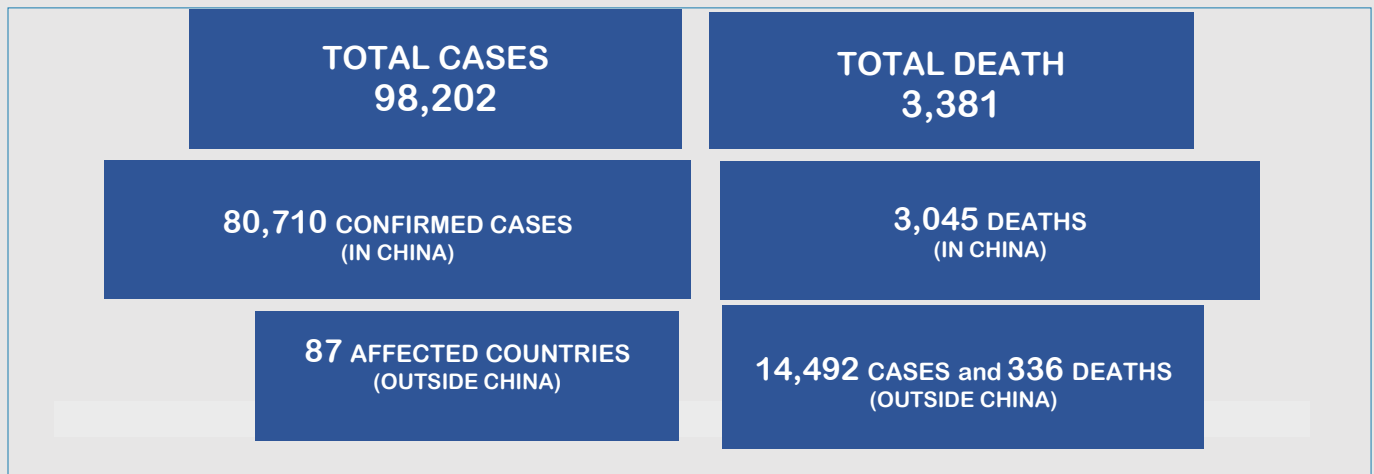 TOTAL CASES
98,202
TOTAL DEATH
3,381
80,710 CONFIRMED CASES
(IN CHINA)
3,045 DEATHS
(IN CHINA)
87 AFFECTED COUNTRIES
(OUTSIDE CHINA)
14,492 CASES and 336 DEATHS
(OUTSIDE CHINA)